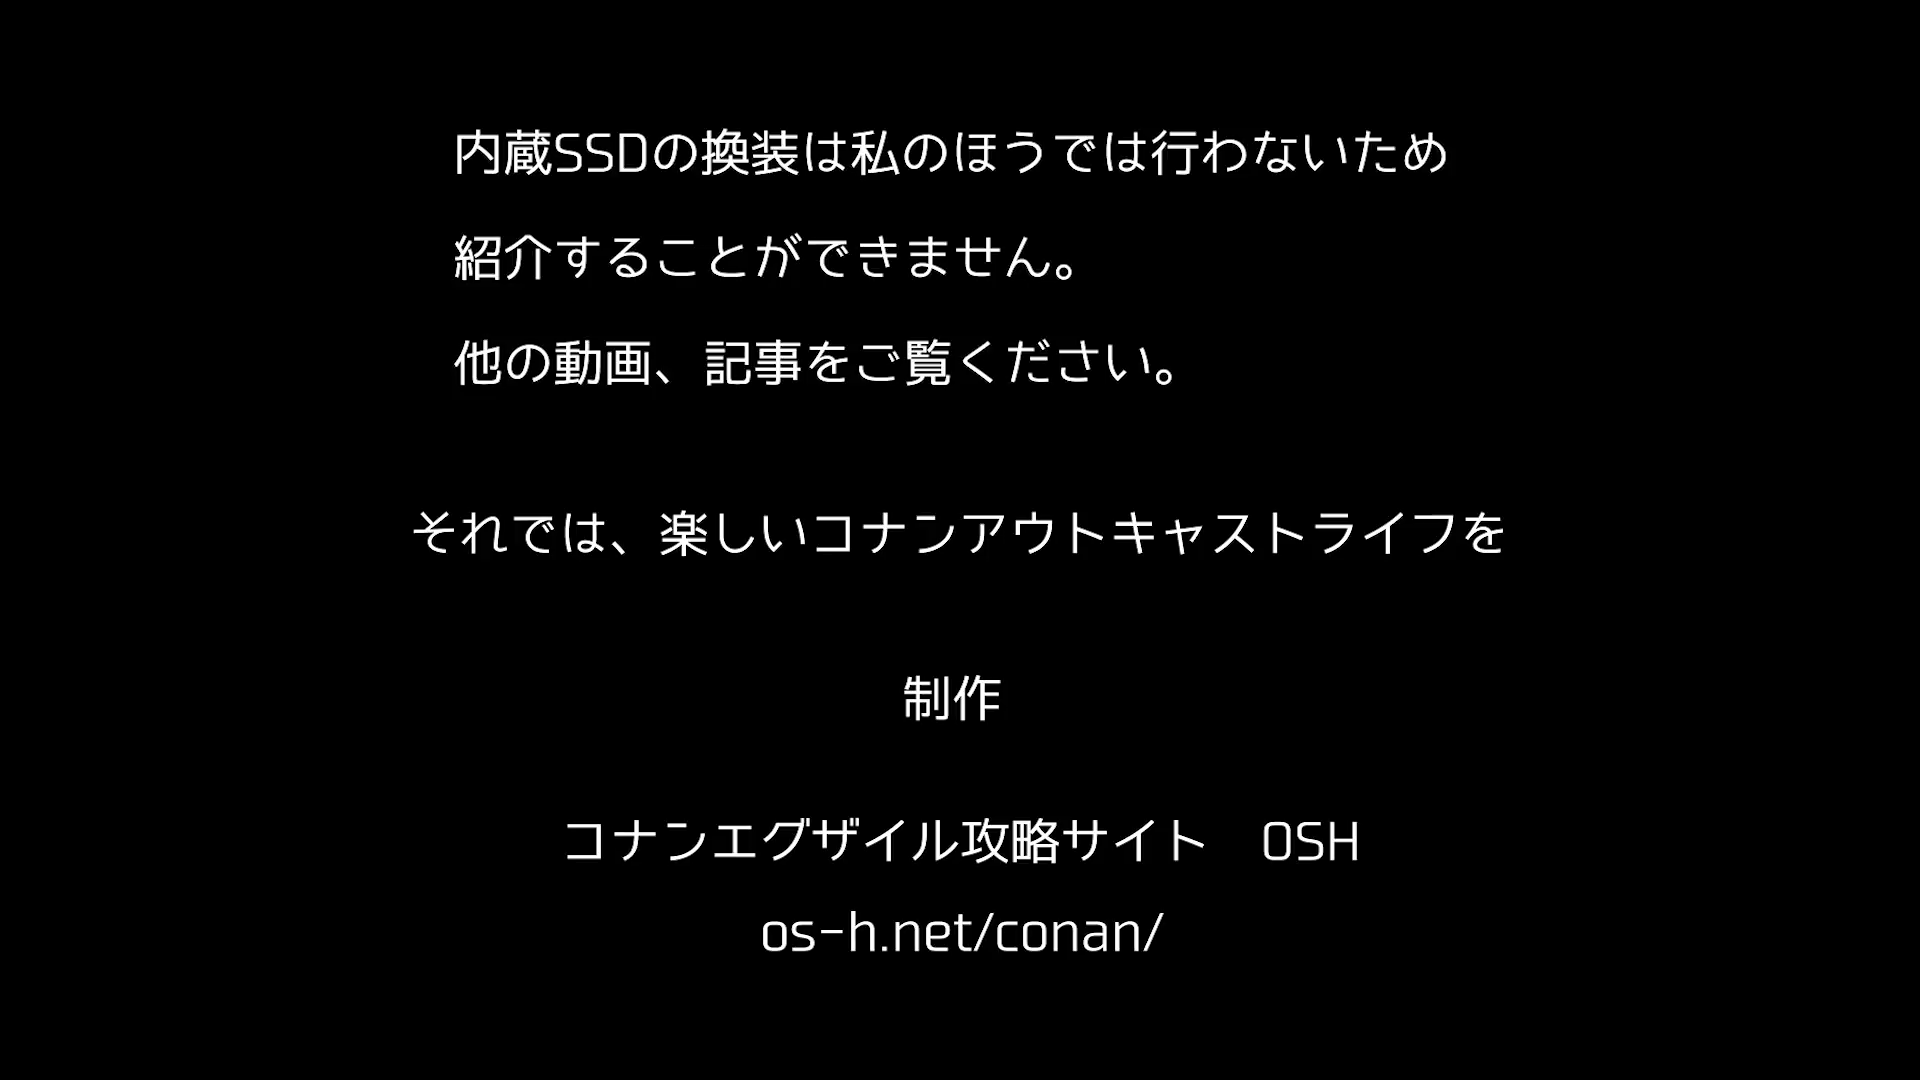 内蔵SSDの換装は私のほうでは行わないため
紹介することができません。
他の動画、記事をご覧ください。
それでは、楽しいコナンアウトキャストライフを
制作
コナンエグザイル攻略サイト　OSH
os-h.net/conan/